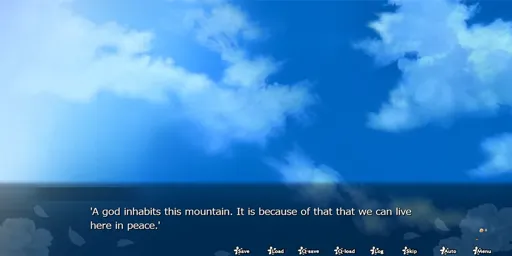 'A god inhabits this mountain. It is because of that that we can live
here in peace.'
Save Load Q-save Q-load Log Skip Auto Menu